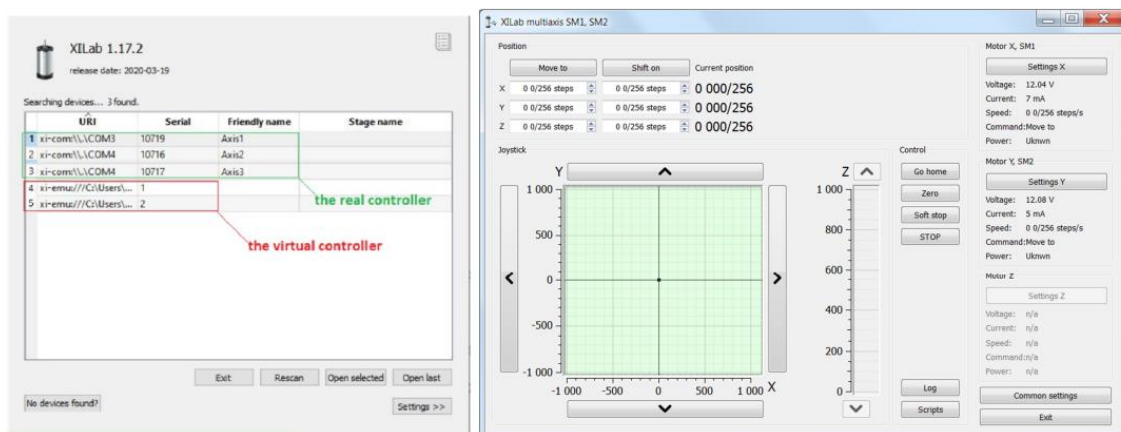 XILab 1.17.2
release date: 2020-03-19
Searching devices... 3 found.
URI Serial Friendly name Stage name
1 xi-com:\\.\COM3 10719 Axis1
2 xi-com:\\.\COM4 10716 Axis2
3 xi-com:\\.\COM4 10717 Axis3
4 xi-emu:///C:\Users\... 1
5 xi-emu:///C:\Users\... 2
the real controller
the virtual controller
Exit Rescan Open selected Open last
No devices found?
Settings >>
XILab multiaxis SM1, SM2
Position
Move to Shift on Current position
X 0 0/256 steps 0 0/256 steps 0 000/256
Y 0 0/256 steps 0 0/256 steps 0 000/256
Z 0 0/256 steps 0 0/256 steps 0 000/256
Joystick
Y
1 000
500
0
-500
-1 000
-1 000 -500 0 500 1 000 X
Z
1 000
800
600
400
200
0
Control
Go home
Zero
Soft stop
STOP
Log
Scripts
Motor X, SM1
Settings X
Voltage: 12.04 V
Current: 7 mA
Speed: 0 0/256 steps/s
Command:Move to
Power: Uknwn
Motor Y, SM2
Settings Y
Voltage: 12.08 V
Current: 5 mA
Speed: 0 0/256 steps/s
Command:Move to
Power: Uknwn
Motor Z
Settings Z
Voltage: n/a
Current: n/a
Speed: n/a
Command:n/a
Power: n/a
Common settings
Exit